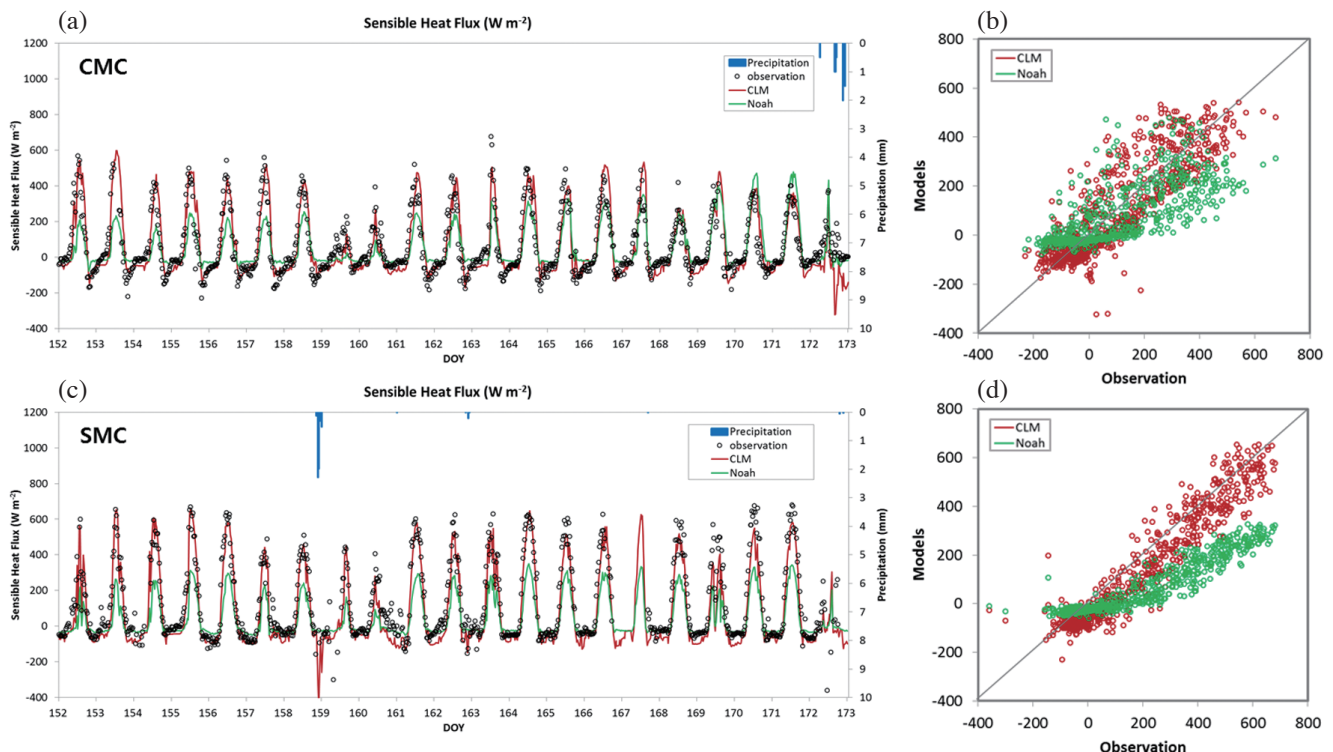 (a)
Sensible Heat Flux (W m⁻²)
CMC
Precipitation
observation
CLM
Noah
Sensible Heat Flux (W m⁻²)
1200
1000
800
600
400
200
0
-200
-400
0
1
2
3
4
5
6
7
8
9
10
Precipitation (mm)
152 153 154 155 156 157 158 159 160 161 162 163 164 165 166 167 168 169 170 171 172 173
DOY
(b)
CLM
Noah
Models
800
600
400
200
0
-200
-400
-400 -200 0 200 400 600 800
Observation
(c)
Sensible Heat Flux (W m⁻²)
SMC
Precipitation
observation
CLM
Noah
Sensible Heat Flux (W m⁻²)
1200
1000
800
600
400
200
0
-200
-400
0
1
2
3
4
5
6
7
8
9
10
Precipitation (mm)
152 153 154 155 156 157 158 159 160 161 162 163 164 165 166 167 168 169 170 171 172 173
DOY
(d)
CLM
Noah
Models
800
600
400
200
0
-200
-400
-400 -200 0 200 400 600 800
Observation